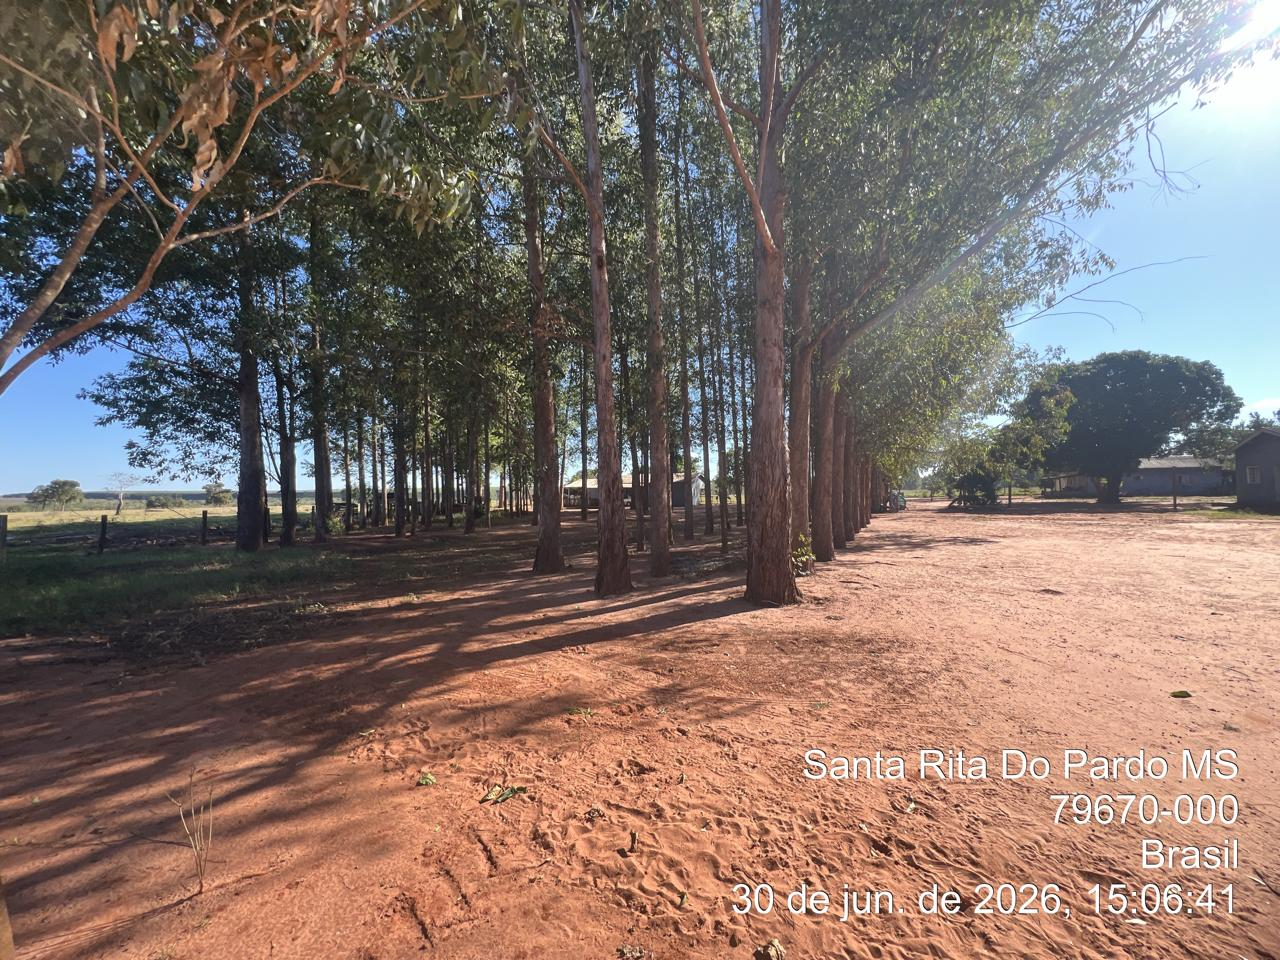 Santa Rita Do Pardo MS
79670-000
Brasil
30 de jun. de 2026, 15:06:41